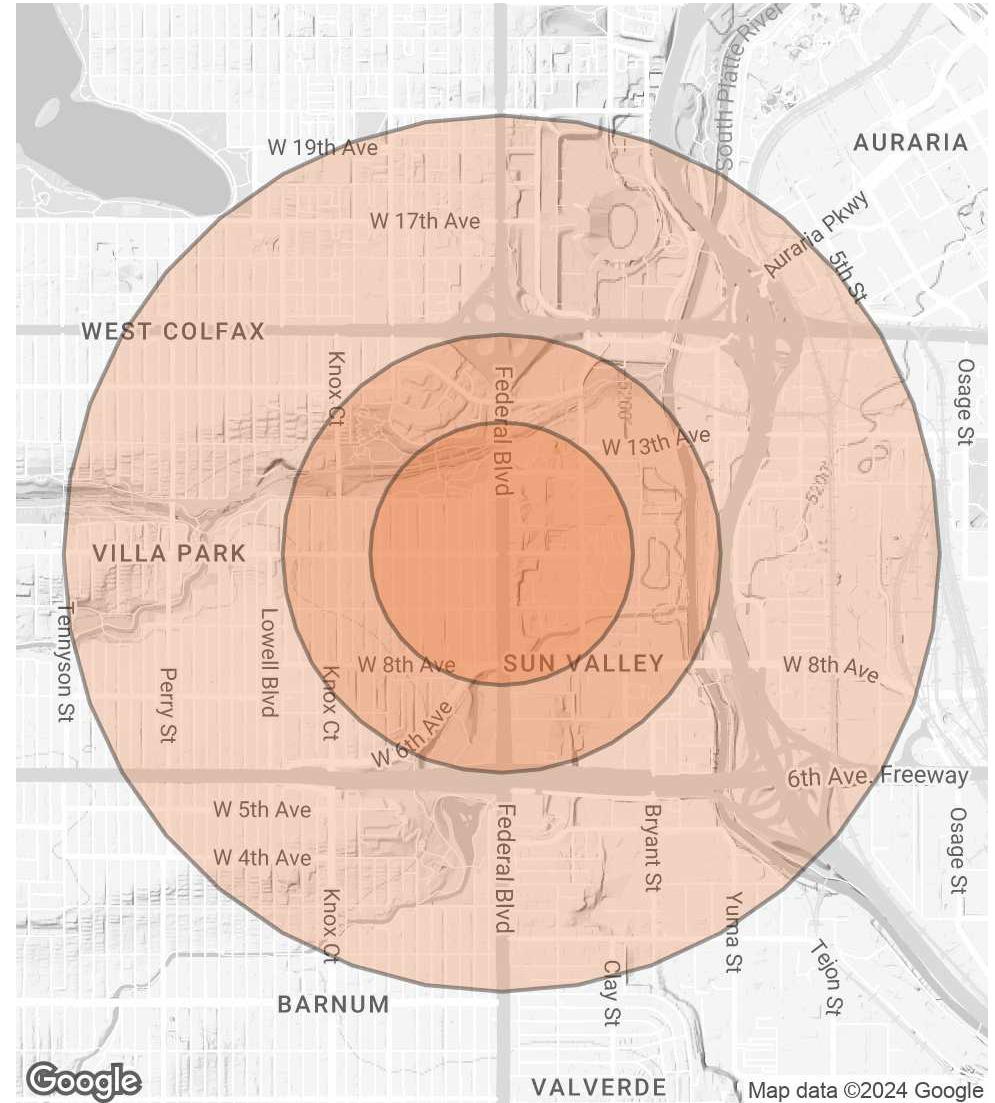 South Platte River
AURARIA
W 19th Ave
W 17th Ave
Auraria Pkwy
5th St
WEST COLFAX
Knox Ct
Federal Blvd
5200
Osage St
W 13th Ave
VILLA PARK
Tennyson St
Perry St
Lowell Blvd
Knox Ct
W 8th Ave
SUN VALLEY
W 8th Ave
W 6th Ave
6th Ave. Freeway
W 5th Ave
W 4th Ave
Knox Ct
Federal Blvd
Bryant St
Yuma St
Osage St
Tejon St
Clay St
BARNUM
VALVERDE
Google
Map data ©2024 Google